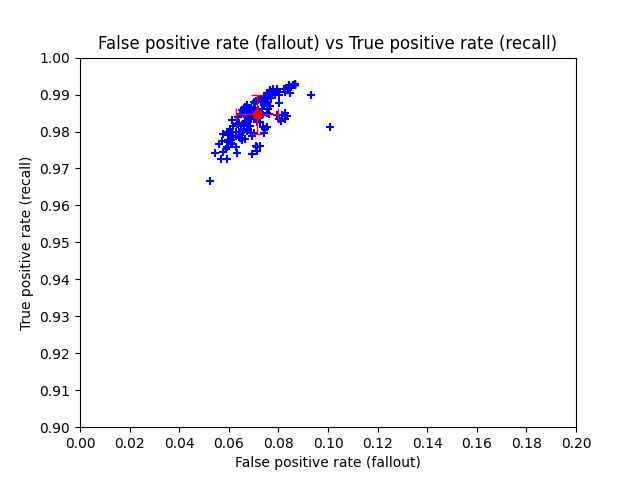 False positive rate (fallout) vs True positive rate (recall)
1.00
0.99
0.98
0.97
0.96
0.95
0.94
0.93
0.92
0.91
0.90
True positive rate (recall)
0.00 0.02 0.04 0.06 0.08 0.10 0.12 0.14 0.16 0.18 0.20
False positive rate (fallout)